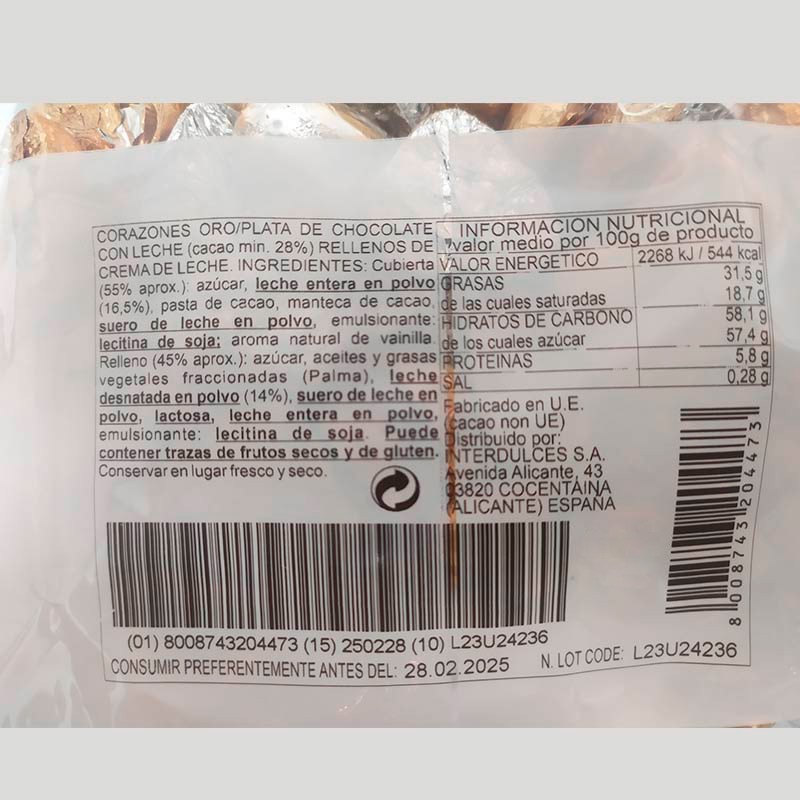 CORAZONES ORO/PLATA DE CHOCOLATE
CON LECHE (cacao min. 28%) RELLENOS DE
CREMA DE LECHE. INGREDIENTES: Cubierta
(55% aprox.): azúcar, leche entera en polvo
(16,5%), pasta de cacao, manteca de cacao,
suero de leche en polvo, emulsionante:
lecitina de soja; aroma natural de vainilla.
Relleno (45% aprox.): azúcar, aceites y grasas
vegetales fraccionadas (Palma), leche
desnatada en polvo (14%), suero de leche en
polvo, lactosa, leche entera en polvo,
emulsionante: lecitina de soja. Puede
contener trazas de frutos secos y de gluten.
Conservar en lugar fresco y seco.
INFORMACION NUTRICIONAL
valor medio por 100g de producto
VALOR ENERGETICO 2268 kJ / 544 kcal
GRASAS 31,5 g
de las cuales saturadas 18,7 g
HIDRATOS DE CARBONO 58,1 g
de los cuales azúcar 57,4 g
PROTEINAS 5,8 g
SAL 0,28 g
Fabricado en U.E.
(cacao non UE)
Distribuido por:
INTERDULCES S.A.
Avenida Alicante, 43
03820 COCENTAINA
(ALICANTE) ESPAÑA
8 008743 204473
(01) 8008743204473 (15) 250228 (10) L23U24236
CONSUMIR PREFERENTEMENTE ANTES DEL: 28.02.2025 N. LOT CODE: L23U24236